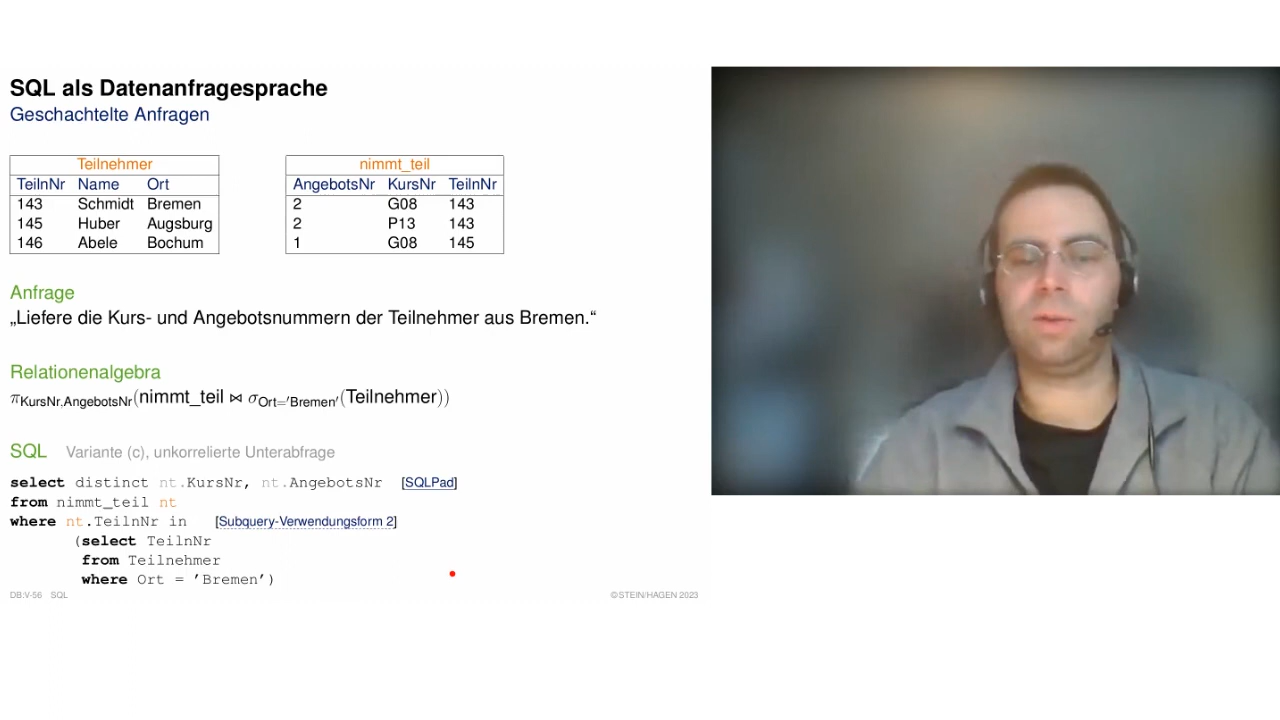 SQL als Datenanfragesprache
Geschachtelte Anfragen
Teilnehmer
TeilnNr Name Ort
143 Schmidt Bremen
145 Huber Augsburg
146 Abele Bochum
nimmt_teil
AngebotsNr KursNr TeilnNr
2 G08 143
2 P13 143
1 G08 145
Anfrage
„Liefere die Kurs- und Angebotsnummern der Teilnehmer aus Bremen.“
Relationenalgebra
πKursNr,AngebotsNr(nimmt_teil ⋈ σOrt='Bremen'(Teilnehmer))
SQL Variante (c), unkorrelierte Unterabfrage
select distinct nt.KursNr, nt.AngebotsNr [SQLPad]
from nimmt_teil nt
where nt.TeilnNr in [Subquery-Verwendungsform 2]
(select TeilnNr
from Teilnehmer
where Ort = 'Bremen')
DB:V-56 SQL
©STEIN/HAGEN 2023